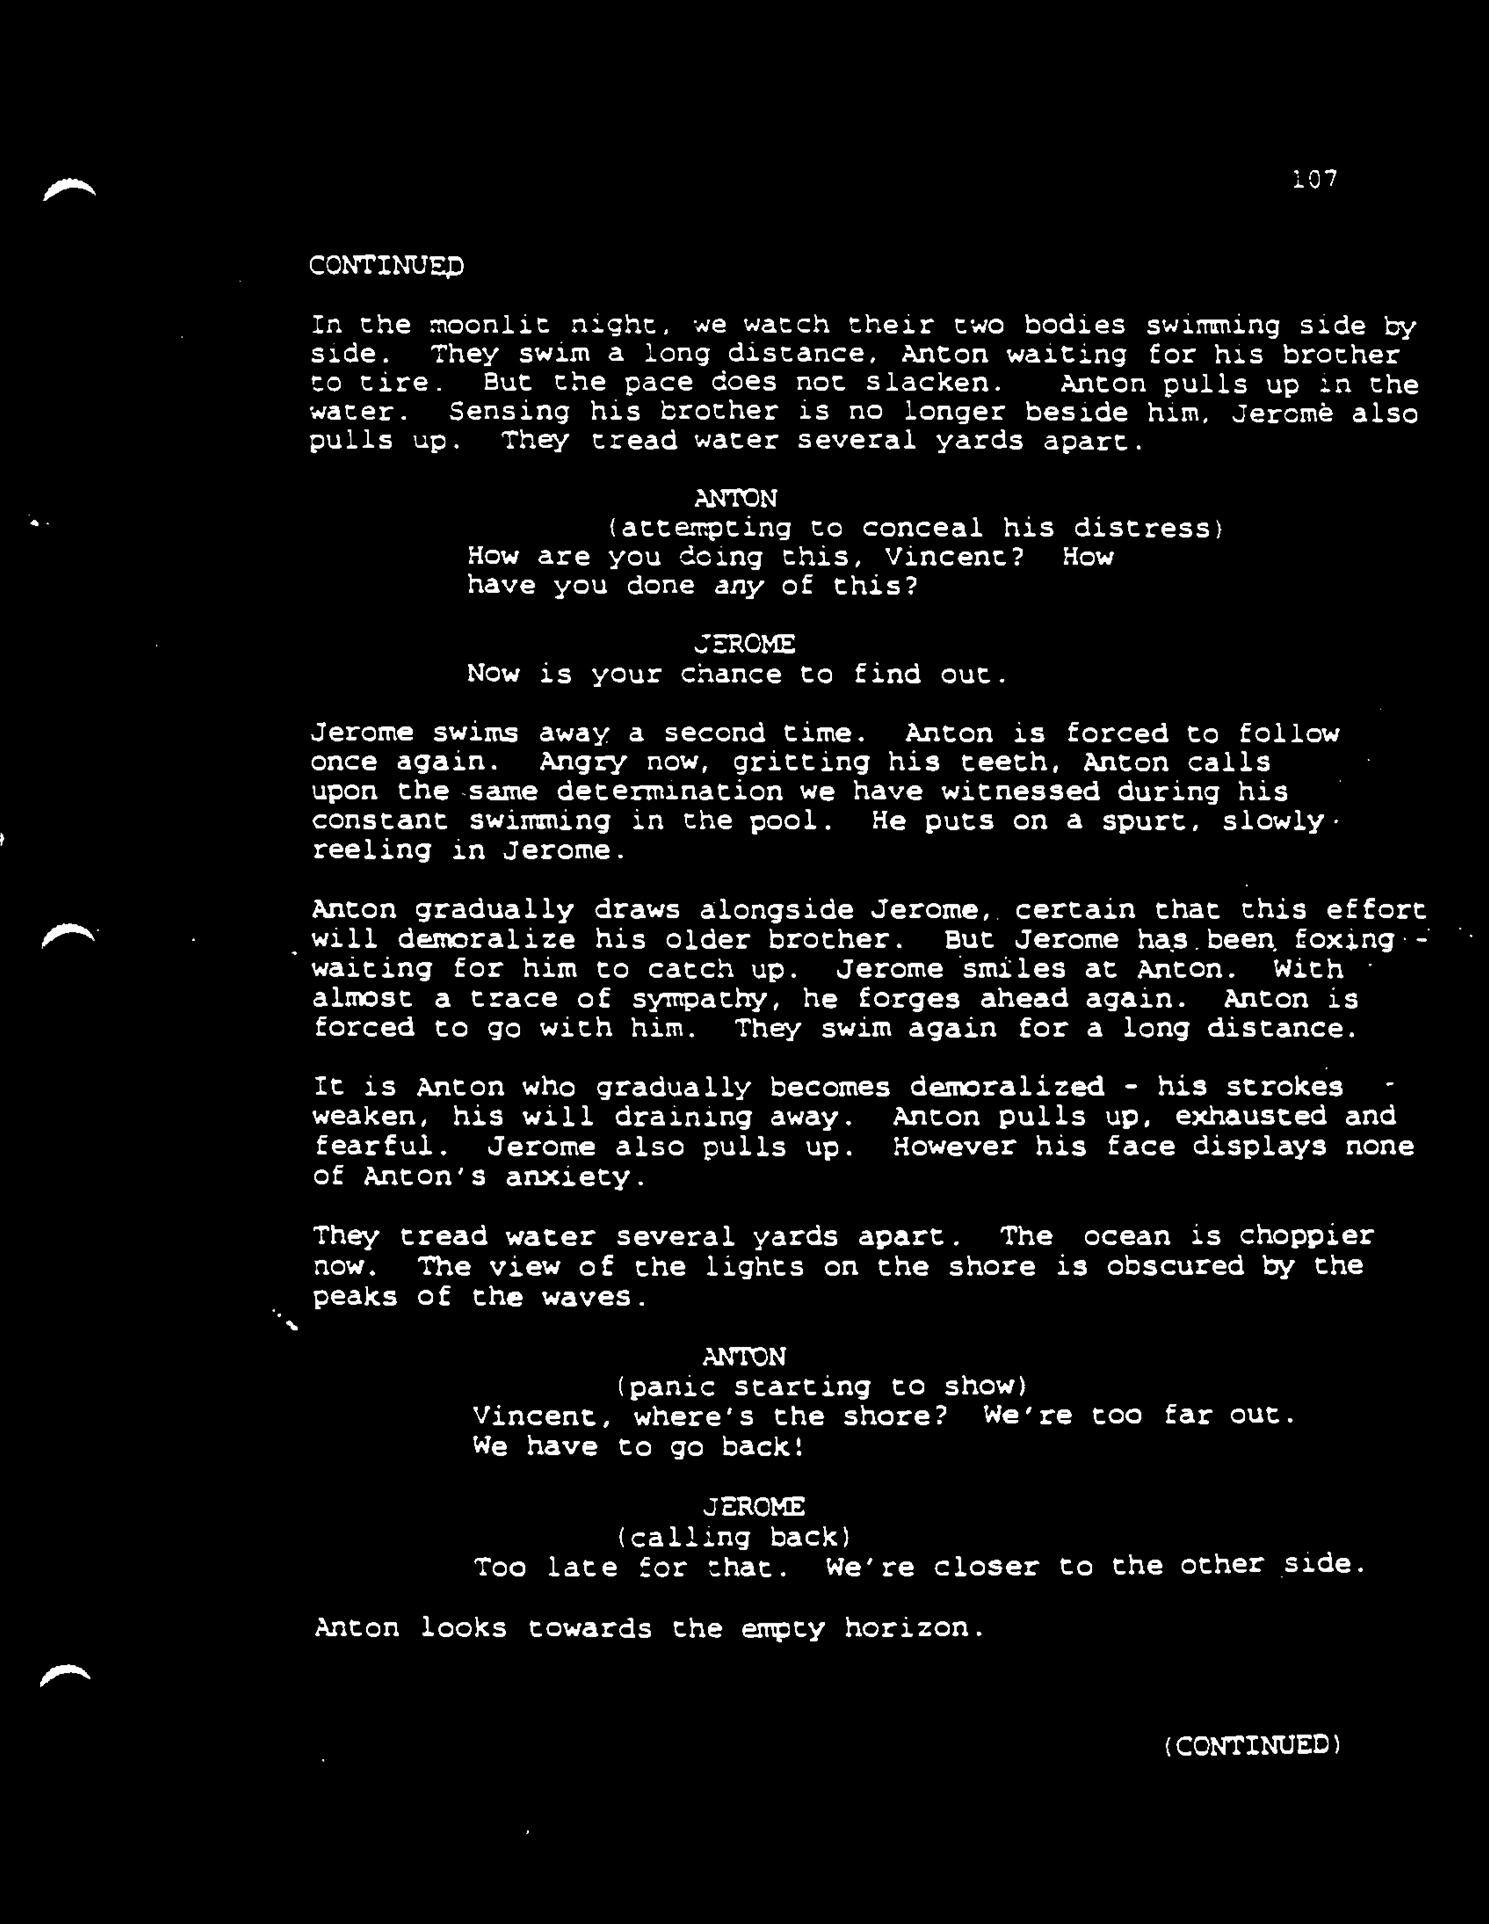 107
CONTINUED
In the moonlit night, we watch their two bodies swimming side by
side. They swim a long distance, Anton waiting for his brother
to tire. But the pace does not slacken. Anton pulls up in the
water. Sensing his brother is no longer beside him, Jerome also
pulls up. They tread water several yards apart.
ANTON
(attempting to conceal his distress)
How are you doing this, Vincent? How
have you done any of this?
JEROME
Now is your chance to find out.
Jerome swims away a second time. Anton is forced to follow
once again. Angry now, gritting his teeth, Anton calls
upon the same determination we have witnessed during his
constant swimming in the pool. He puts on a spurt, slowly
reeling in Jerome.
Anton gradually draws alongside Jerome, certain that this effort
will demoralize his older brother. But Jerome has been foxing -
waiting for him to catch up. Jerome smiles at Anton. With
almost a trace of sympathy, he forges ahead again. Anton is
forced to go with him. They swim again for a long distance.
It is Anton who gradually becomes demoralized - his strokes
weaken, his will draining away. Anton pulls up, exhausted and
fearful. Jerome also pulls up. However his face displays none
of Anton's anxiety.
They tread water several yards apart. The ocean is choppier
now. The view of the lights on the shore is obscured by the
peaks of the waves.
ANTON
(panic starting to show)
Vincent, where's the shore? We're too far out.
We have to go back!
JEROME
(calling back)
Too late for that. We're closer to the other side.
Anton looks towards the empty horizon.
(CONTINUED)